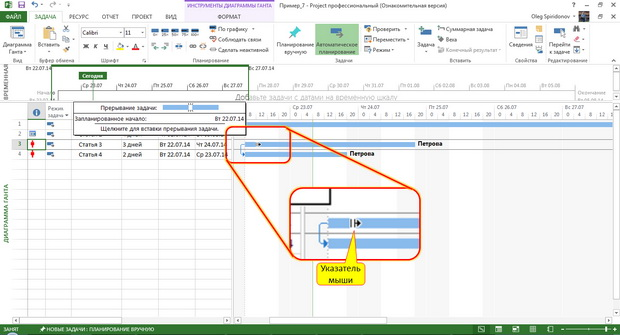 ИНСТРУМЕНТЫ ДИАГРАММЫ ГАНТА
Пример_7 - Project профессиональный (Ознакомительная версия)
ФАЙЛ ЗАДАЧА РЕСУРС ОТЧЕТ ПРОЕКТ ВИД ФОРМАТ
Oleg Spiridonov
Диаграмма Ганта
Вставить
Calibri 11
По графику
Соблюдать связи
Сделать неактивной
Планирование вручную
Автоматическое планирование
Проверить
Переместить
Режим
Задача
Суммарная задача
Веха
Конечный результат
Сведения
Перейти к задаче
Вид Буфер обмена Шрифт Планирование Задачи Вставить Свойства Редактирование
ВРЕМЕННАЯ
Вт 22.07.14
Вс 27.07.14
Сегодня
Ср 23.07 Чт 24.07 Пт 25.07 Сб 26.07 Вс 27.07
Начало
Добавьте задачи с датами на временную шкалу
Окончание
Режим задачи
Прерывание задачи:
Запланированное начало: Вт 22.07.14
Щелкните для вставки прерывания задачи.
Ср 23.07 Чт 24.07 Пт 25.07 Сб 26.07 Вс 27.07
1
2
3 Статья 3 2 дней Вт 22.07.14 Чт 24.07.14 Петрова
4 Статья 4 2 дней Вт 22.07.14 Ср 23.07.14 Петрова
ДИАГРАММА ГАНТА
Указатель
мыши
ЗАНЯТ НОВЫЕ ЗАДАЧИ : ПЛАНИРОВАНИЕ ВРУЧНУЮ